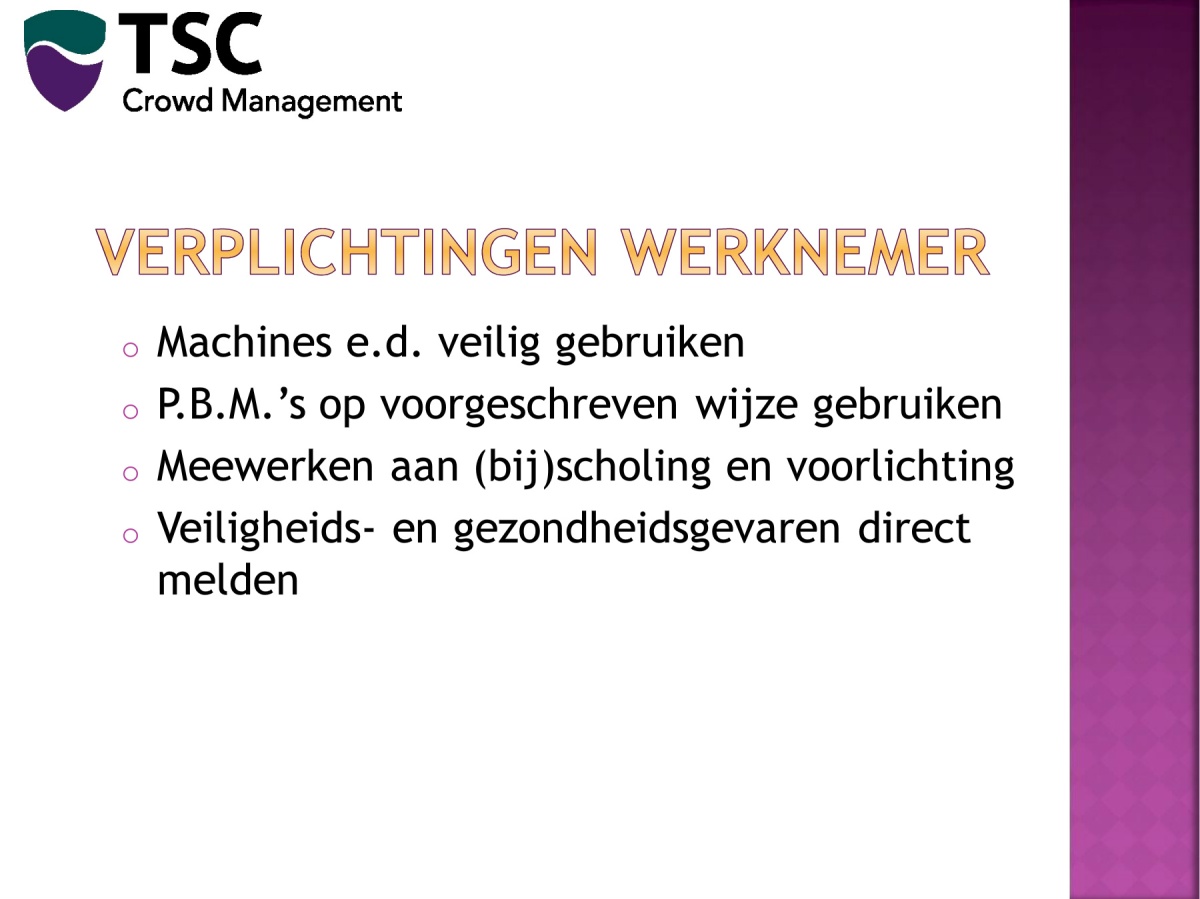 TSC
Crowd Management
VERPLICHTINGEN WERKNEMER
o Machines e.d. veilig gebruiken
o P.B.M.’s op voorgeschreven wijze gebruiken
o Meewerken aan (bij)scholing en voorlichting
o Veiligheids- en gezondheidsgevaren direct
melden